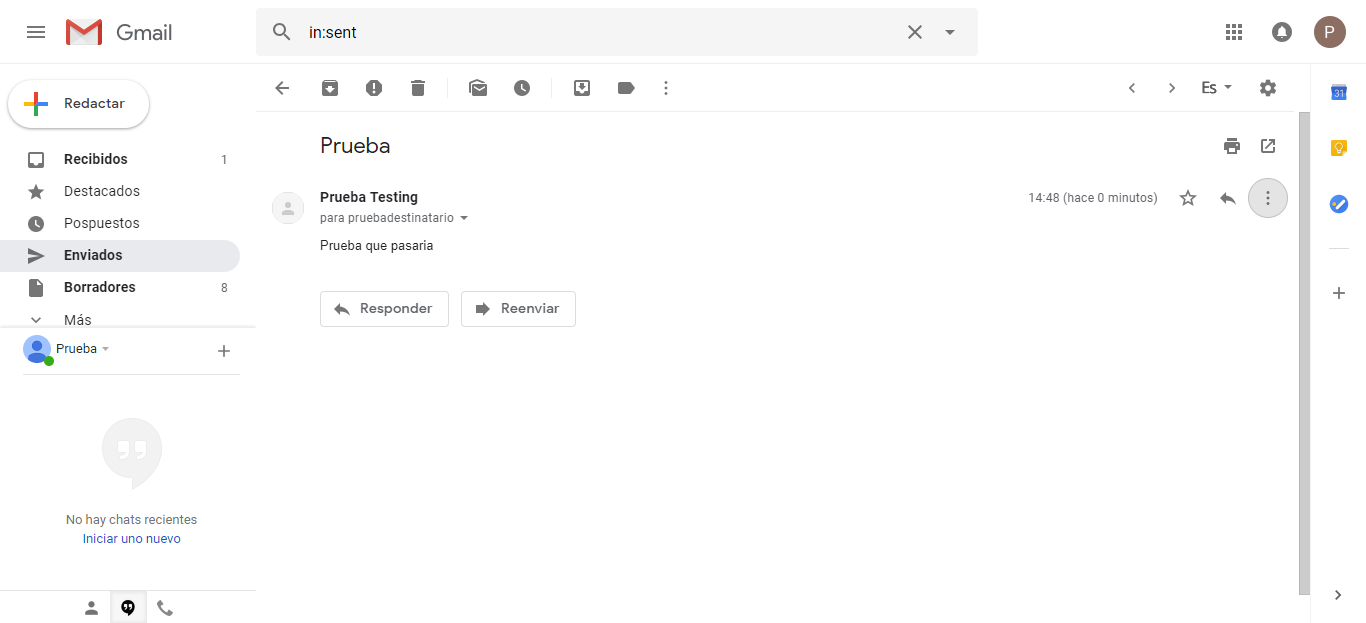 Gmail
in:sent
P
Redactar
Es
31
Recibidos 1
Destacados
Pospuestos
Enviados
Borradores 8
Más
Prueba
No hay chats recientes
Iniciar uno nuevo
Prueba
Prueba Testing
14:48 (hace 0 minutos)
para pruebadestinatario
Prueba que pasaria
Responder
Reenviar